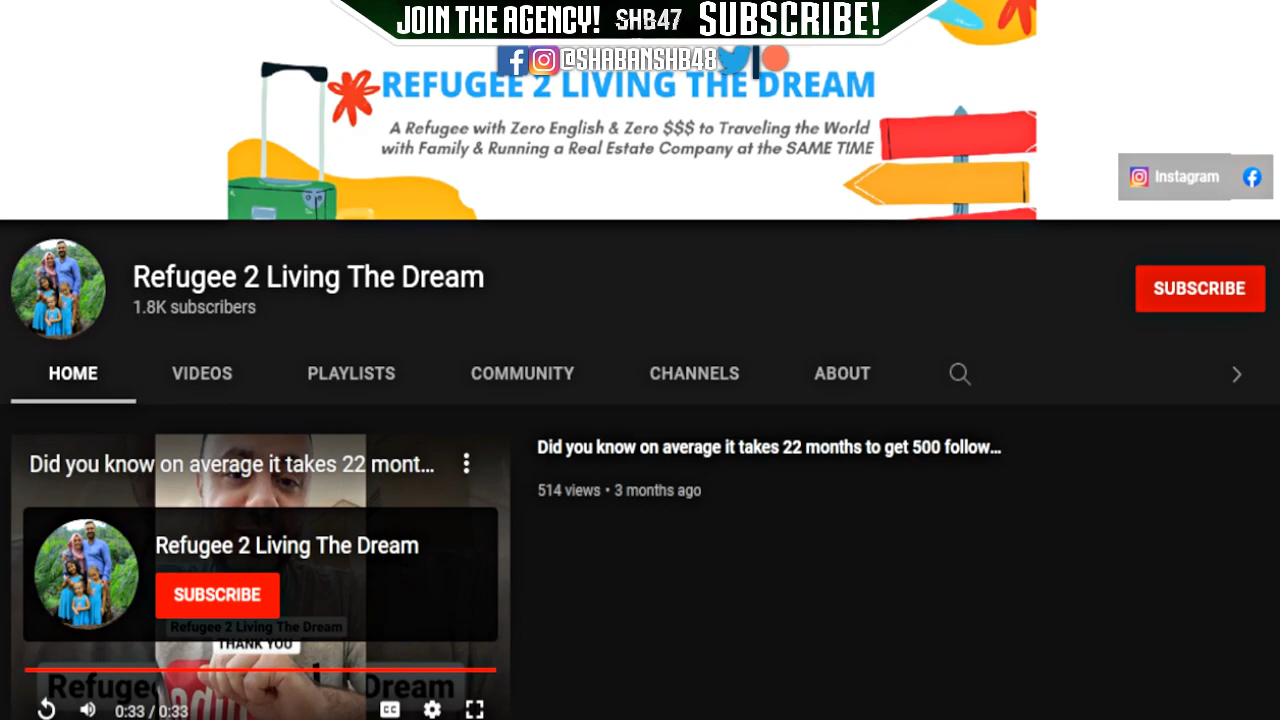 JOIN THE AGENCY! SHB47 SUBSCRIBE!
@SHABANSHB48
REFUGEE 2 LIVING THE DREAM
A Refugee with Zero English & Zero $$$ to Traveling the World
with Family & Running a Real Estate Company at the SAME TIME
Instagram
Refugee 2 Living The Dream
1.8K subscribers
SUBSCRIBE
HOME VIDEOS PLAYLISTS COMMUNITY CHANNELS ABOUT
Did you know on average it takes 22 mont...
Refugee 2 Living The Dream
SUBSCRIBE
Refugee 2 Living The Dream
THANK YOU
Refugee Dream
0:33 / 0:33
CC
Did you know on average it takes 22 months to get 500 follow...
514 views • 3 months ago